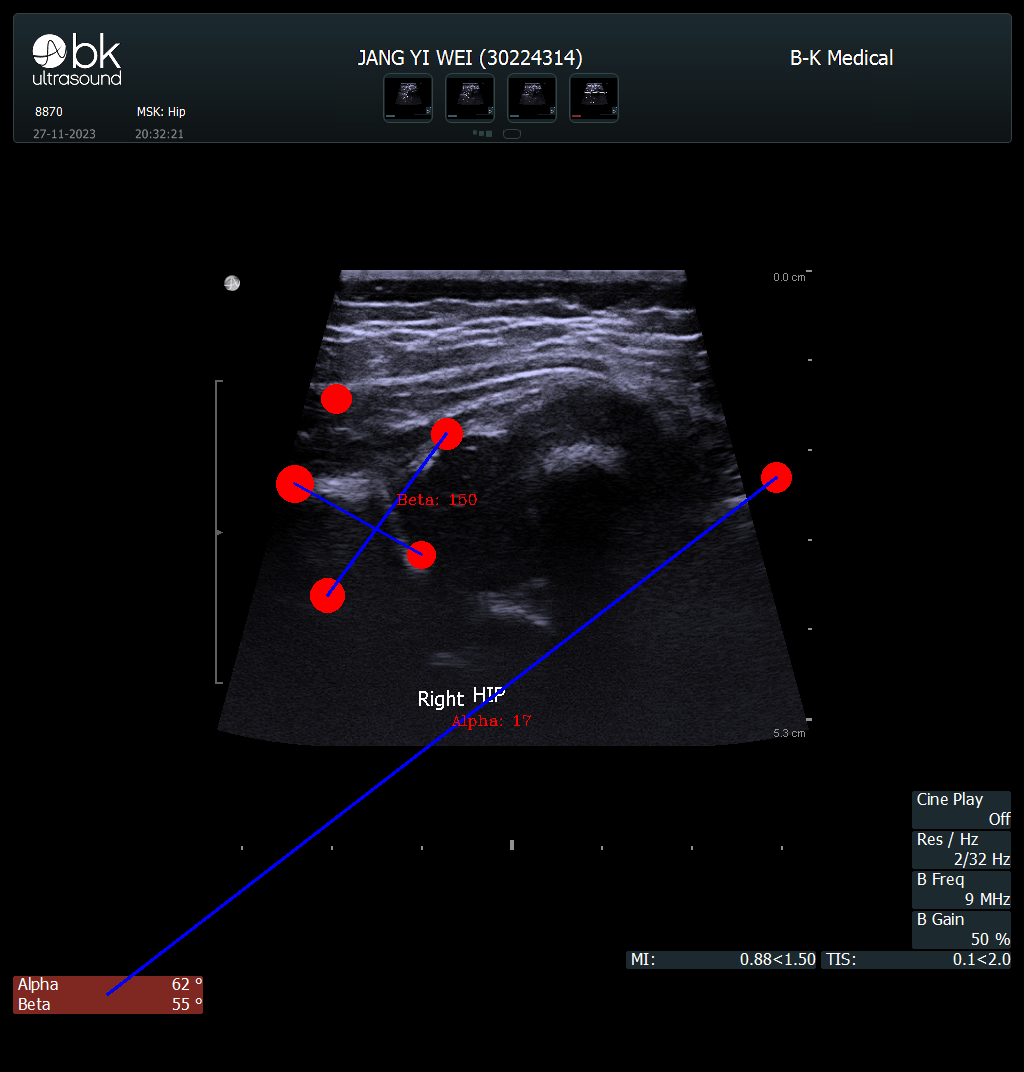 bk
ultrasound
JANG YI WEI (30224314)
B-K Medical
8870
MSK: Hip
27-11-2023
20:32:21
0.0 cm
Beta: 150
Right HIP
Alpha: 17
5.3 cm
Cine Play
Off
Res / Hz
2/32 Hz
B Freq
9 MHz
B Gain
50 %
MI: 0.88<1.50
TIS: 0.1<2.0
Alpha 62 º
Beta 55 º